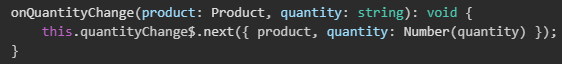 onQuantityChange(product: Product, quantity: string): void {
    this.quantityChange$.next({ product, quantity: Number(quantity) });
}